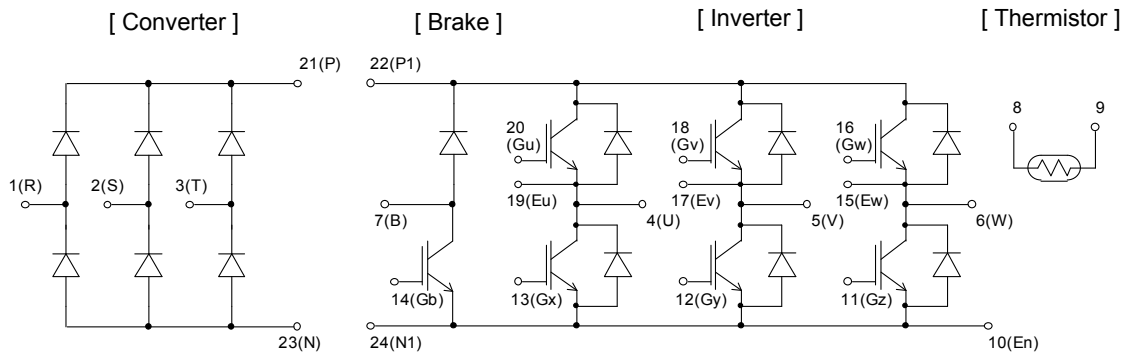 [ Converter ]
[ Brake ]
[ Inverter ]
[ Thermistor ]
21(P)
22(P1)
8
9
20
(Gu)
18
(Gv)
16
(Gw)
1(R)
2(S)
3(T)
19(Eu)
17(Ev)
15(Ew)
7(B)
4(U)
5(V)
6(W)
14(Gb)
13(Gx)
12(Gy)
11(Gz)
23(N)
24(N1)
10(En)